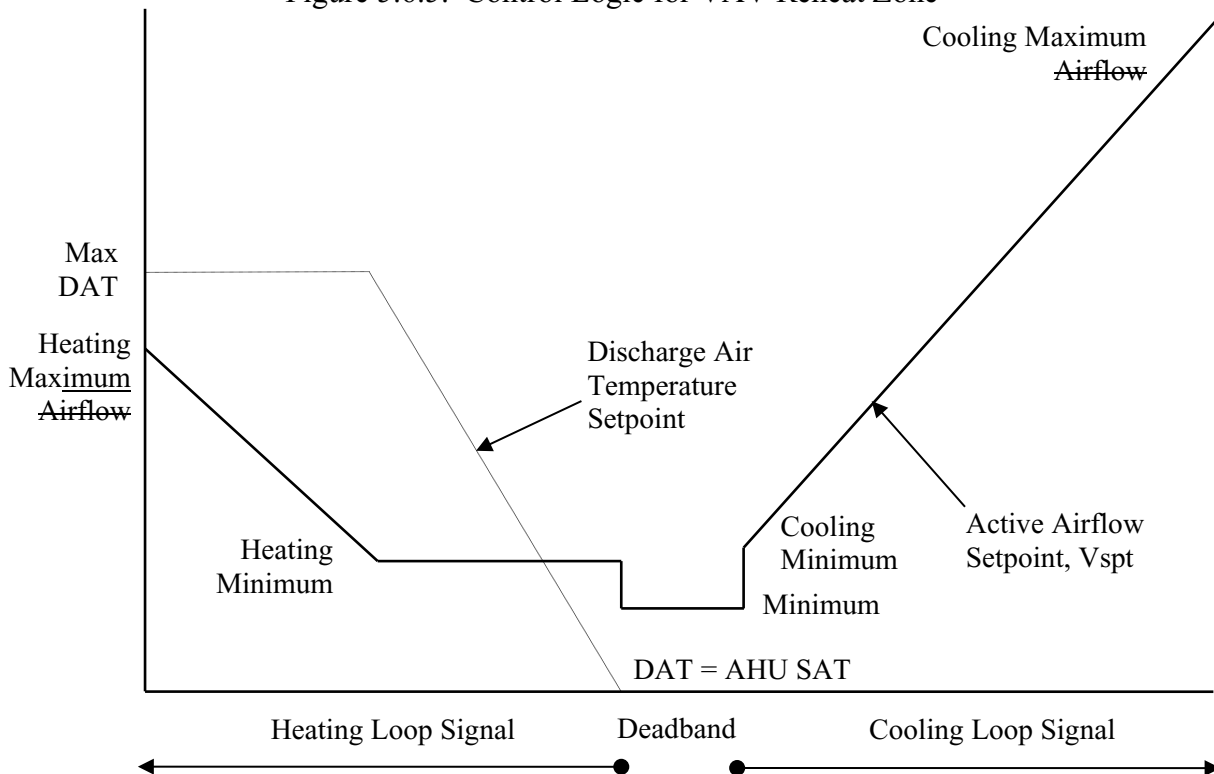 Figure 5.6.5: Control Logic for VAV Reheat Zone
Cooling Maximum
Airflow
Max
DAT
Heating
Maximum
Airflow
Discharge Air
Temperature
Setpoint
Heating
Minimum
Cooling
Minimum
Active Airflow
Setpoint, Vspt
Minimum
DAT = AHU SAT
Heating Loop Signal
Deadband
Cooling Loop Signal